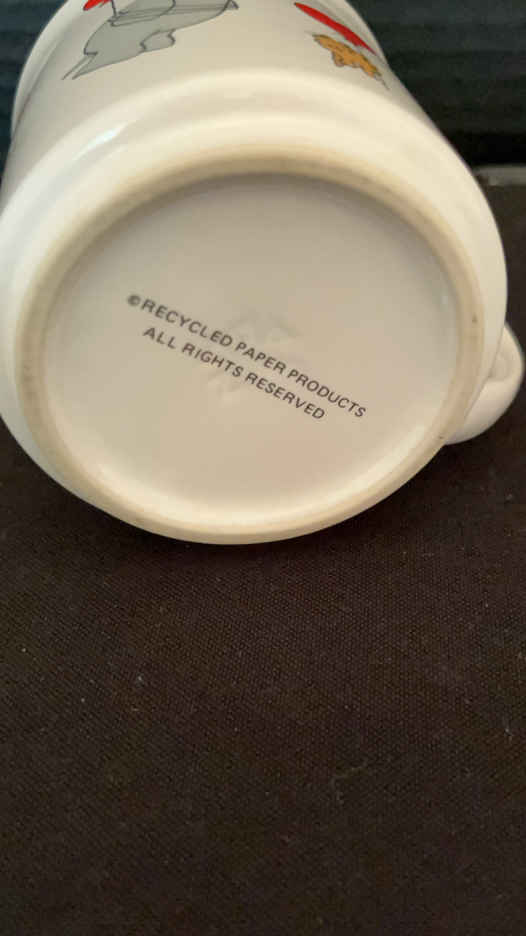 ©RECYCLED PAPER PRODUCTS
ALL RIGHTS RESERVED